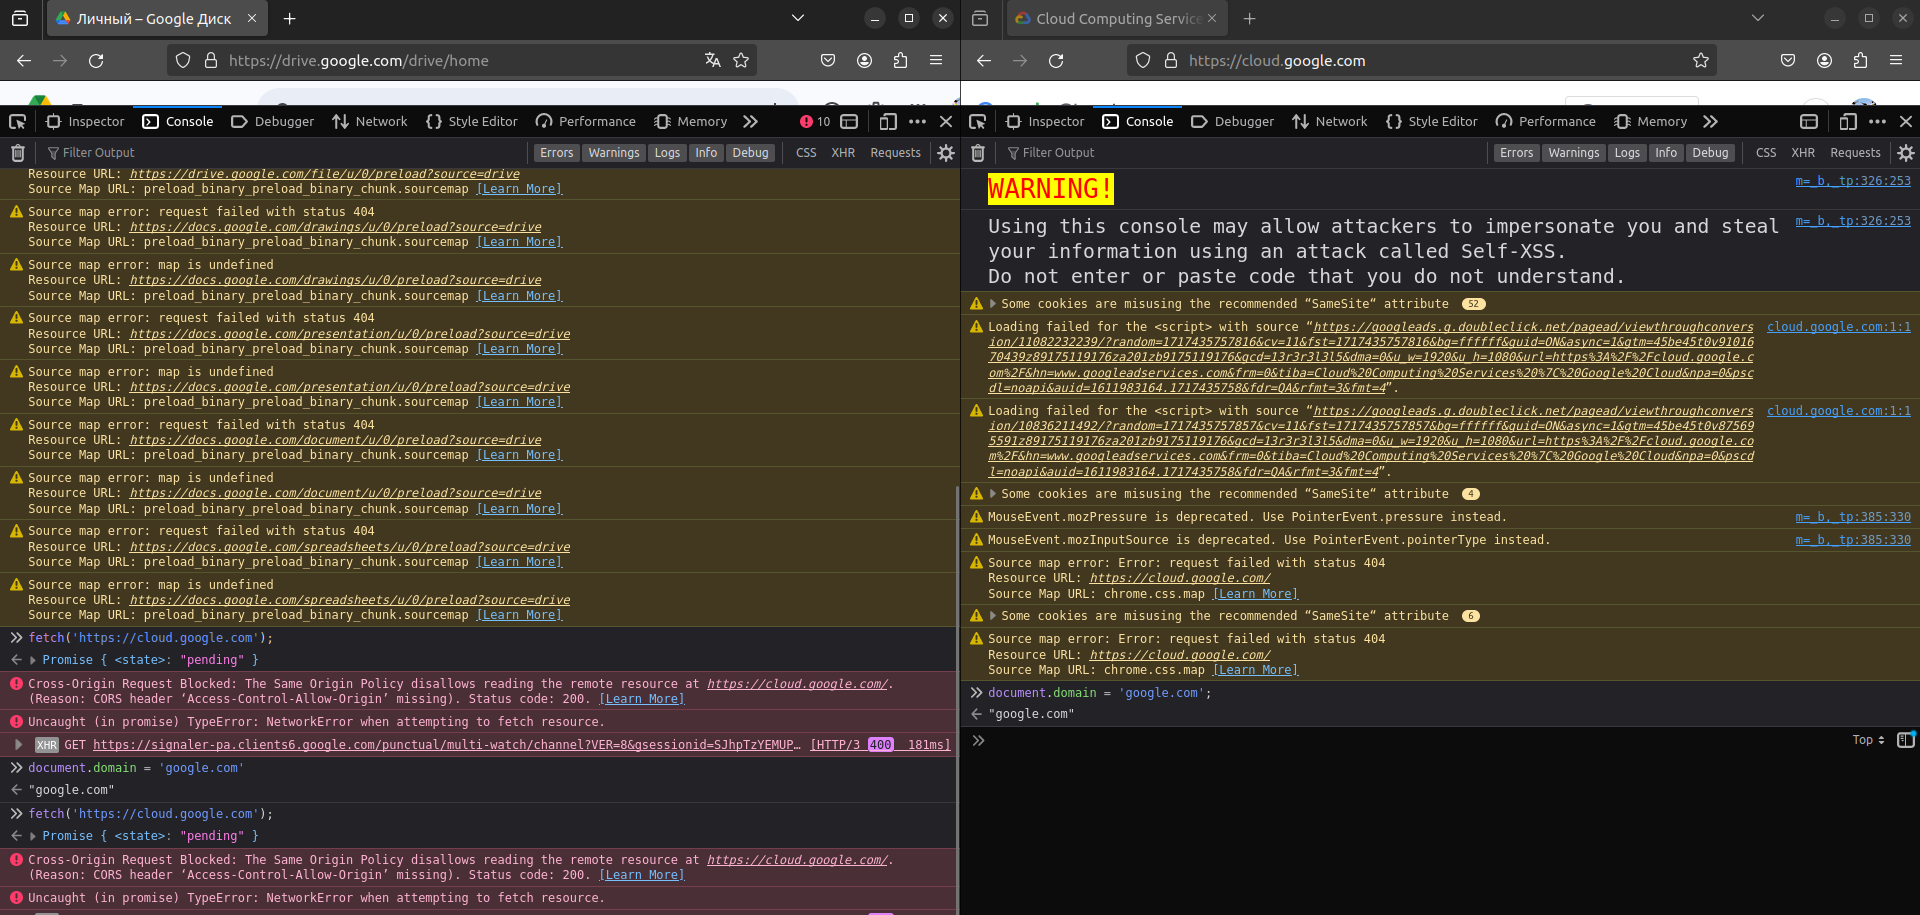 Личный – Google Диск
https://drive.google.com/drive/home
Inspector
Console
Debugger
Network
Style Editor
Performance
Memory
10
Filter Output
Errors
Warnings
Logs
Info
Debug
CSS
XHR
Requests
Resource URL: https://drive.google.com/file/u/0/preload?source=drive
Source Map URL: preload_binary_preload_binary_chunk.sourcemap [Learn More]
Source map error: request failed with status 404
Resource URL: https://docs.google.com/drawings/u/0/preload?source=drive
Source Map URL: preload_binary_preload_binary_chunk.sourcemap [Learn More]
Source map error: map is undefined
Resource URL: https://docs.google.com/drawings/u/0/preload?source=drive
Source Map URL: preload_binary_preload_binary_chunk.sourcemap [Learn More]
Source map error: request failed with status 404
Resource URL: https://docs.google.com/presentation/u/0/preload?source=drive
Source Map URL: preload_binary_preload_binary_chunk.sourcemap [Learn More]
Source map error: map is undefined
Resource URL: https://docs.google.com/presentation/u/0/preload?source=drive
Source Map URL: preload_binary_preload_binary_chunk.sourcemap [Learn More]
Source map error: request failed with status 404
Resource URL: https://docs.google.com/document/u/0/preload?source=drive
Source Map URL: preload_binary_preload_binary_chunk.sourcemap [Learn More]
Source map error: map is undefined
Resource URL: https://docs.google.com/document/u/0/preload?source=drive
Source Map URL: preload_binary_preload_binary_chunk.sourcemap [Learn More]
Source map error: request failed with status 404
Resource URL: https://docs.google.com/spreadsheets/u/0/preload?source=drive
Source Map URL: preload_binary_preload_binary_chunk.sourcemap [Learn More]
Source map error: map is undefined
Resource URL: https://docs.google.com/spreadsheets/u/0/preload?source=drive
Source Map URL: preload_binary_preload_binary_chunk.sourcemap [Learn More]
fetch('https://cloud.google.com');
Promise { <state>: "pending" }
Cross-Origin Request Blocked: The Same Origin Policy disallows reading the remote resource at https://cloud.google.com/.
(Reason: CORS header ‘Access-Control-Allow-Origin’ missing). Status code: 200. [Learn More]
Uncaught (in promise) TypeError: NetworkError when attempting to fetch resource.
XHR GET https://signaler-pa.clients6.google.com/punctual/multi-watch/channel?VER=8&gsessionid=SJhpTzYEMUP… [HTTP/3 400 181ms]
document.domain = 'google.com'
"google.com"
fetch('https://cloud.google.com');
Promise { <state>: "pending" }
Cross-Origin Request Blocked: The Same Origin Policy disallows reading the remote resource at https://cloud.google.com/.
(Reason: CORS header ‘Access-Control-Allow-Origin’ missing). Status code: 200. [Learn More]
Uncaught (in promise) TypeError: NetworkError when attempting to fetch resource.
Cloud Computing Service
https://cloud.google.com
Inspector
Console
Debugger
Network
Style Editor
Performance
Memory
Filter Output
Errors
Warnings
Logs
Info
Debug
CSS
XHR
Requests
WARNING! m=_b,_tp:326:253
Using this console may allow attackers to impersonate you and steal m=_b,_tp:326:253
your information using an attack called Self-XSS.
Do not enter or paste code that you do not understand.
Some cookies are misusing the recommended “SameSite“ attribute 52
Loading failed for the <script> with source “https://googleads.g.doubleclick.net/pagead/viewthroughconvers cloud.google.com:1:1
ion/11082232239/?random=1717435757816&cv=11&fst=1717435757816&bg=ffffff&guid=ON&async=1&gtm=45be45t0v91016
70439z89175119176za201zb9175119176&gcd=13r3r3l3l5&dma=0&u_w=1920&u_h=1080&url=https%3A%2F%2Fcloud.google.c
om%2F&hn=www.googleadservices.com&frm=0&tiba=Cloud%20Computing%20Services%20%7C%20Google%20Cloud&npa=0&psc
dl=noapi&auid=1611983164.1717435758&fdr=QA&rfmt=3&fmt=4”.
Loading failed for the <script> with source “https://googleads.g.doubleclick.net/pagead/viewthroughconvers cloud.google.com:1:1
ion/10836211492/?random=1717435757857&cv=11&fst=1717435757857&bg=ffffff&guid=ON&async=1&gtm=45be45t0v87569
5591z89175119176za201zb9175119176&gcd=13r3r3l3l5&dma=0&u_w=1920&u_h=1080&url=https%3A%2F%2Fcloud.google.co
m%2F&hn=www.googleadservices.com&frm=0&tiba=Cloud%20Computing%20Services%20%7C%20Google%20Cloud&npa=0&pscd
l=noapi&auid=1611983164.1717435758&fdr=QA&rfmt=3&fmt=4”.
Some cookies are misusing the recommended “SameSite“ attribute 4
MouseEvent.mozPressure is deprecated. Use PointerEvent.pressure instead. m=_b,_tp:385:330
MouseEvent.mozInputSource is deprecated. Use PointerEvent.pointerType instead. m=_b,_tp:385:330
Source map error: Error: request failed with status 404
Resource URL: https://cloud.google.com/
Source Map URL: chrome.css.map [Learn More]
Some cookies are misusing the recommended “SameSite“ attribute 6
Source map error: Error: request failed with status 404
Resource URL: https://cloud.google.com/
Source Map URL: chrome.css.map [Learn More]
document.domain = 'google.com';
"google.com"
Top